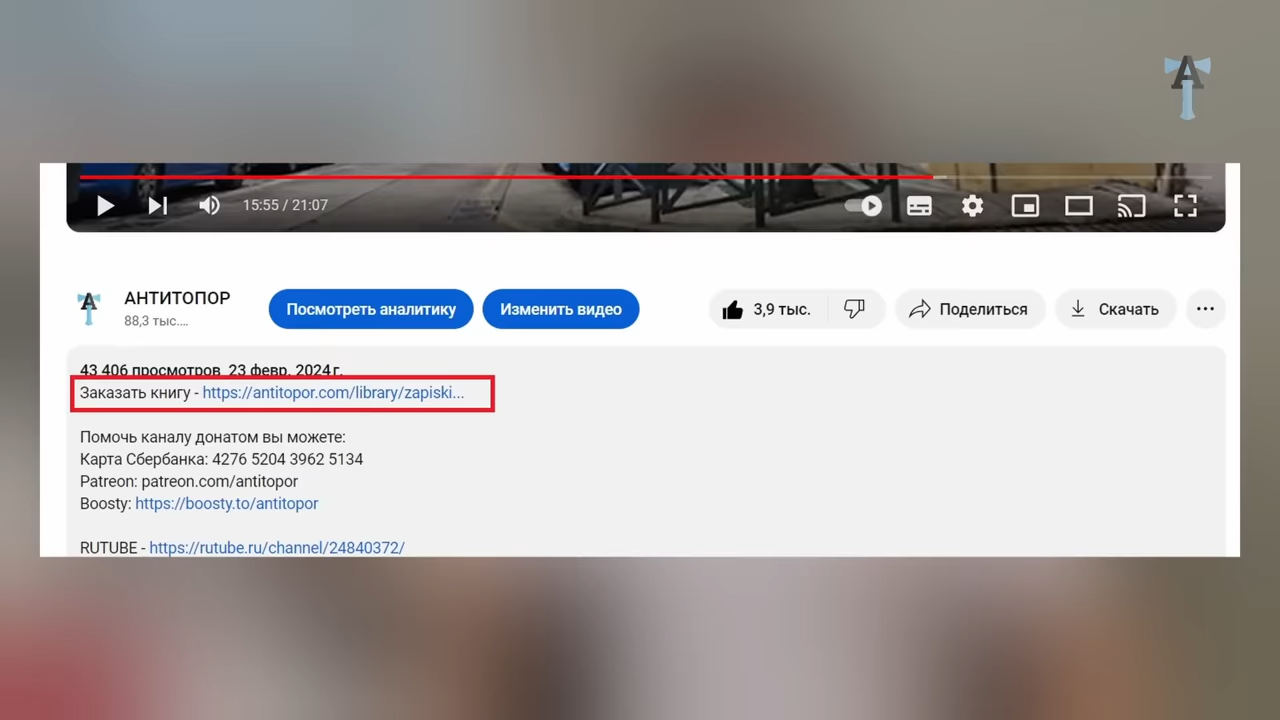 15:55 / 21:07
АНТИТОПОР
88,3 тыс....
Посмотреть аналитику
Изменить видео
3,9 тыс.
Поделиться
Скачать
43 406 просмотров 23 февр. 2024 г.
Заказать книгу - https://antitopor.com/library/zapiski...
Помочь каналу донатом вы можете:
Карта Сбербанка: 4276 5204 3962 5134
Patreon: patreon.com/antitopor
Boosty: https://boosty.to/antitopor
RUTUBE - https://rutube.ru/channel/24840372/